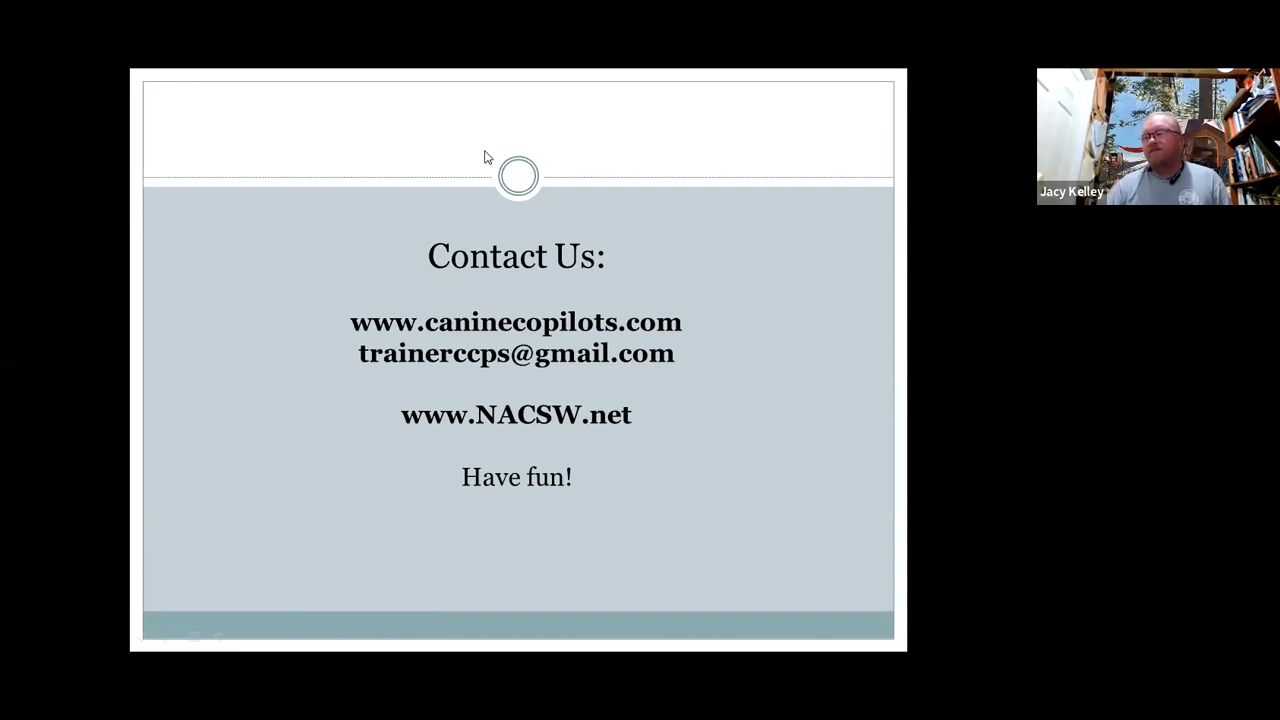 Contact Us:
www.caninecopilots.com
trainerccps@gmail.com
www.NACSW.net
Have fun!
Jacy Kelley